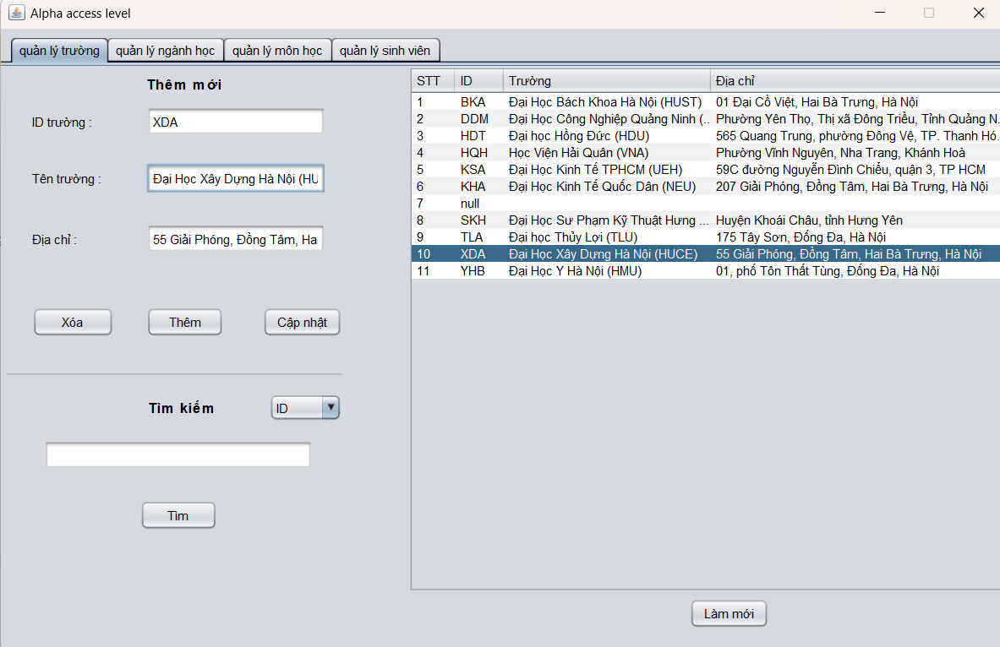 Alpha access level
quản lý trường quản lý ngành học quản lý môn học quản lý sinh viên
Thêm mới
ID trường : XDA
Tên trường : Đại Học Xây Dựng Hà Nội (HU
Địa chỉ : 55 Giải Phóng, Đồng Tâm, Ha
Xóa Thêm Cập nhật
Tìm kiếm ID
Tìm
STT ID Trường Địa chỉ
1 BKA Đại Học Bách Khoa Hà Nội (HUST) 01 Đại Cồ Việt, Hai Bà Trưng, Hà Nội
2 DDM Đại Học Công Nghiệp Quảng Ninh (... Phường Yên Thọ, Thị xã Đông Triều, Tỉnh Quảng N.
3 HDT Đại học Hồng Đức (HDU) 565 Quang Trung, phường Đông Vệ, TP. Thanh Hó.
4 HQH Học Viện Hải Quân (VNA) Phường Vĩnh Nguyên, Nha Trang, Khánh Hoà
5 KSA Đại Học Kinh Tế TPHCM (UEH) 59C đường Nguyễn Đình Chiểu, quận 3, TP HCM
6 KHA Đại Học Kinh Tế Quốc Dân (NEU) 207 Giải Phóng, Đồng Tâm, Hai Bà Trưng, Hà Nội
7 null
8 SKH Đại Học Sư Phạm Kỹ Thuật Hưng ... Huyện Khoái Châu, tỉnh Hưng Yên
9 TLA Đại học Thủy Lợi (TLU) 175 Tây Sơn, Đống Đa, Hà Nội
10 XDA Đại Học Xây Dựng Hà Nội (HUCE) 55 Giải Phóng, Đồng Tâm, Hai Bà Trưng, Hà Nội
11 YHB Đại Học Y Hà Nội (HMU) 01, phố Tôn Thất Tùng, Đống Đa, Hà Nội
Làm mới